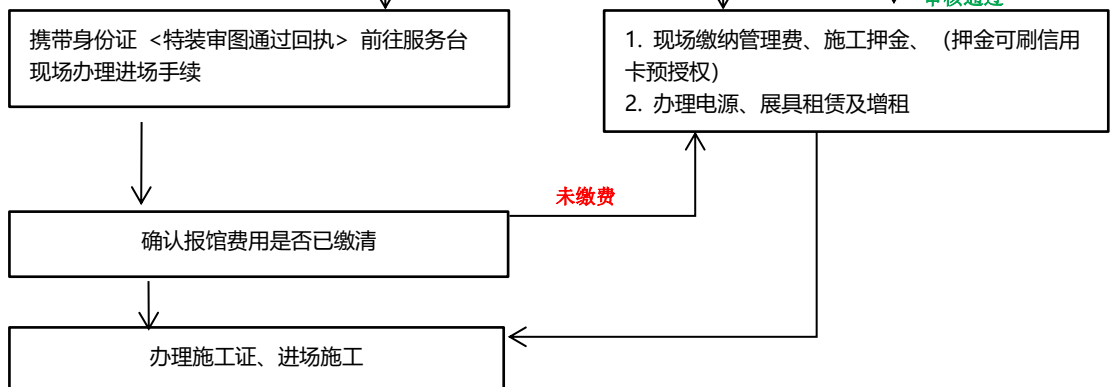 审核通过
携带身份证 <特装审图通过回执> 前往服务台
现场办理进场手续
1. 现场缴纳管理费、施工押金、（押金可刷信用
卡预授权）
2. 办理电源、展具租赁及增租
未缴费
确认报馆费用是否已缴清
办理施工证、进场施工